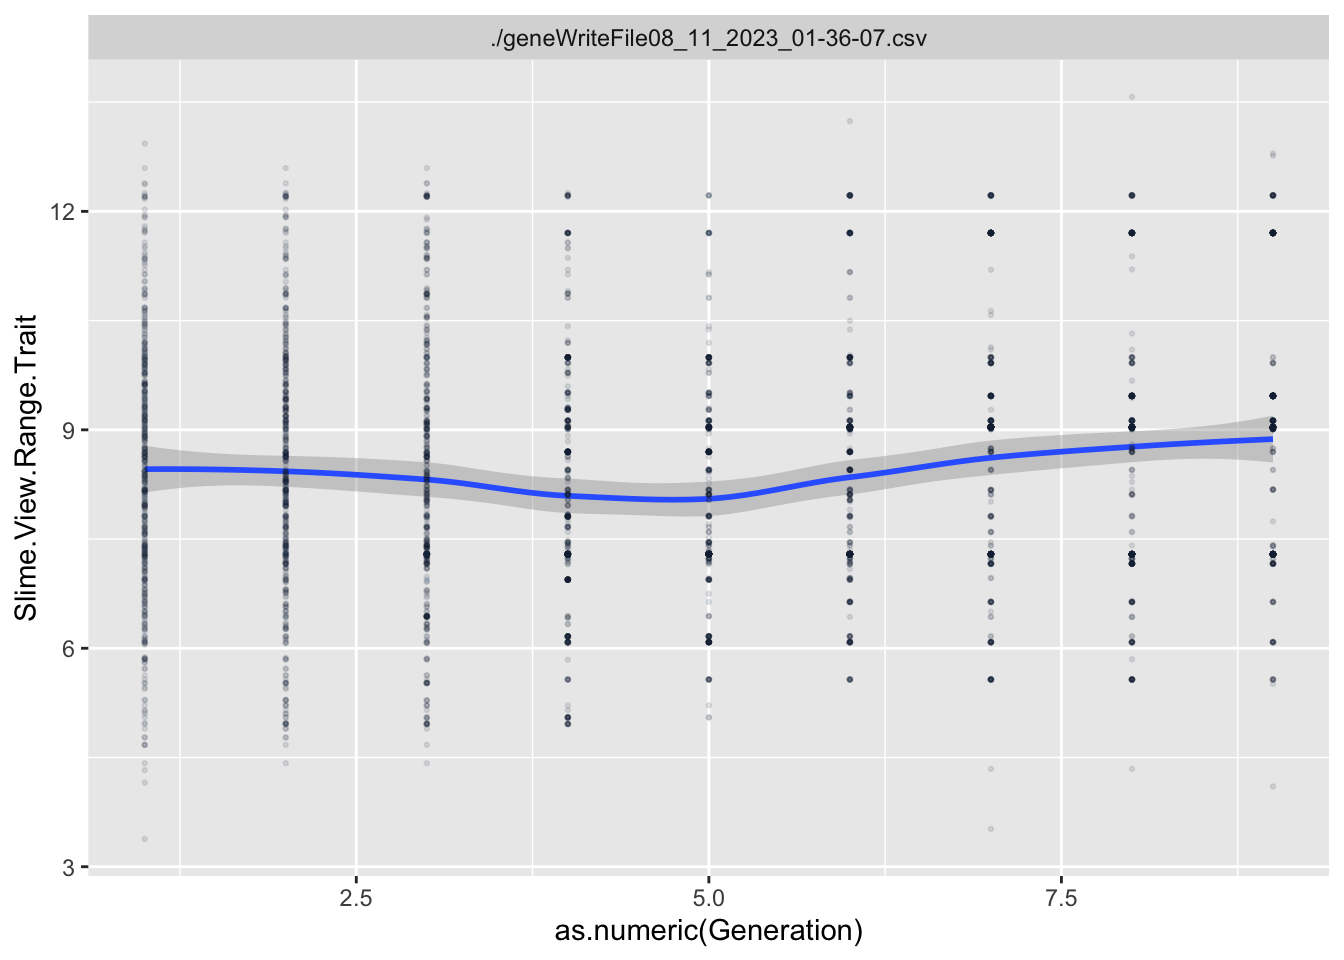 ./geneWriteFile08_11_2023_01-36-07.csv
12
9
6
3
Slime.View.Range.Trait
2.5
5.0
7.5
as.numeric(Generation)